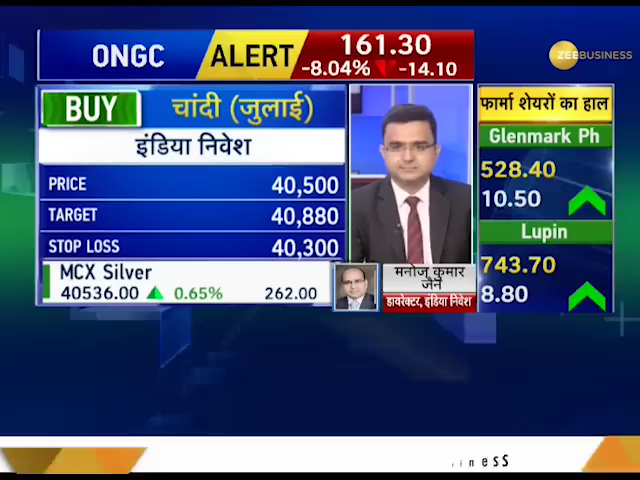 ONGC
ALERT
161.30
-8.04% -14.10
ZEEBUSINESS
BUY
चांदी (जुलाई)
इंडिया निवेश
PRICE 40,500
TARGET 40,880
STOP LOSS 40,300
MCX Silver
40536.00 0.65% 262.00
मनोज कुमार
जैन
डायरेक्टर, इंडिया निवेश
फार्मा शेयरों का हाल
Glenmark Ph
528.40
10.50
Lupin
743.70
8.80